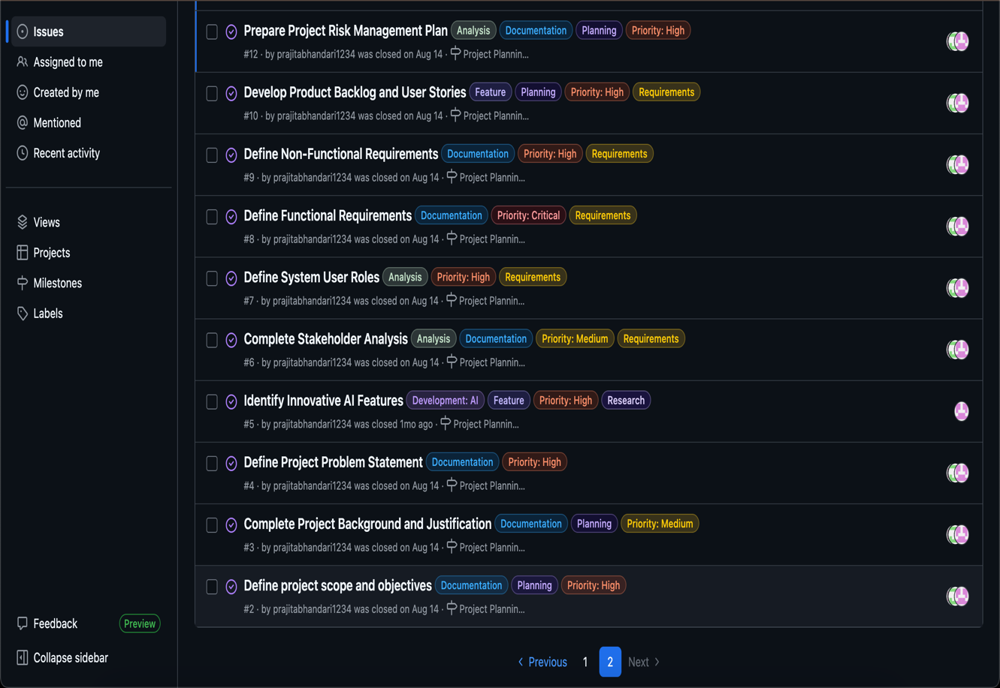 Issues
Assigned to me
Created by me
Mentioned
Recent activity
Views
Projects
Milestones
Labels
Feedback Preview
Collapse sidebar
Prepare Project Risk Management Plan Analysis Documentation Planning Priority: High
#12 · by prajitabhandari1234 was closed on Aug 14 · Project Plannin...
Develop Product Backlog and User Stories Feature Planning Priority: High Requirements
#10 · by prajitabhandari1234 was closed on Aug 14 · Project Plannin...
Define Non-Functional Requirements Documentation Priority: High Requirements
#9 · by prajitabhandari1234 was closed on Aug 14 · Project Plannin...
Define Functional Requirements Documentation Priority: Critical Requirements
#8 · by prajitabhandari1234 was closed on Aug 14 · Project Plannin...
Define System User Roles Analysis Priority: High Requirements
#7 · by prajitabhandari1234 was closed on Aug 14 · Project Plannin...
Complete Stakeholder Analysis Analysis Documentation Priority: Medium Requirements
#6 · by prajitabhandari1234 was closed on Aug 14 · Project Plannin...
Identify Innovative AI Features Development: AI Feature Priority: High Research
#5 · by prajitabhandari1234 was closed 1mo ago · Project Plannin...
Define Project Problem Statement Documentation Priority: High
#4 · by prajitabhandari1234 was closed on Aug 14 · Project Plannin...
Complete Project Background and Justification Documentation Planning Priority: Medium
#3 · by prajitabhandari1234 was closed on Aug 14 · Project Plannin...
Define project scope and objectives Documentation Planning Priority: High
#2 · by prajitabhandari1234 was closed on Aug 14 · Project Plannin...
Previous 1 2 Next